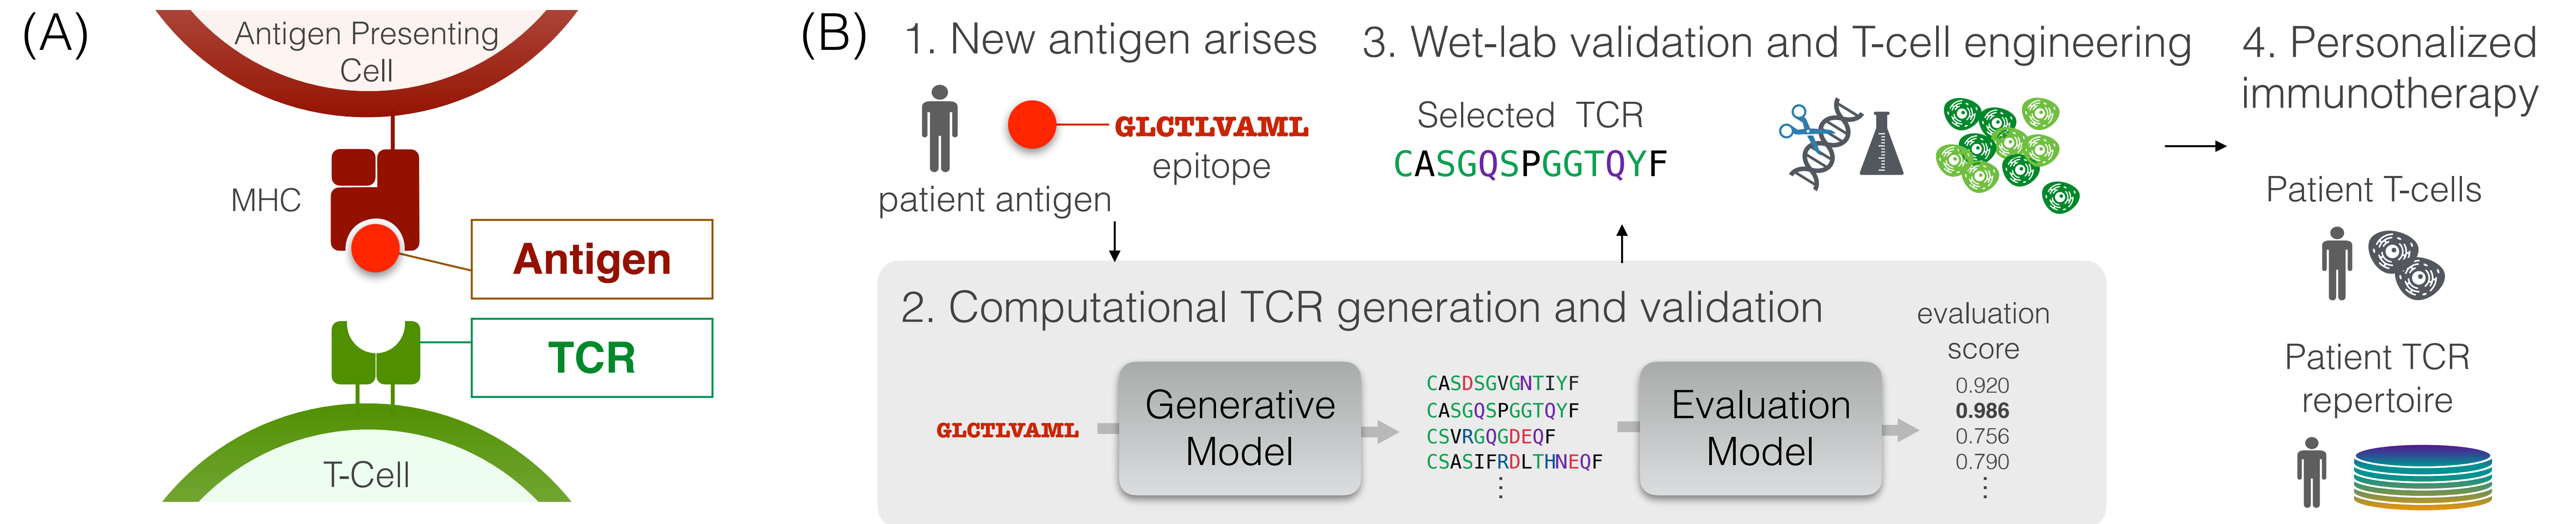 (A)
Antigen Presenting
Cell
MHC
Antigen
TCR
T-Cell
(B)
1. New antigen arises
GLCTLVAML
epitope
patient antigen
2. Computational TCR generation and validation
GLCTLVAML
Generative
Model
CASDSGVGNTIYF
CASGQSPGGTQYF
CSVRGQGDEQF
CSASIFRDLTHNEQF
Evaluation
Model
evaluation
score
0.920
0.986
0.756
0.790
3. Wet-lab validation and T-cell engineering
Selected TCR
CASGQSPGGTQYF
4. Personalized
immunotherapy
Patient T-cells
Patient TCR
repertoire